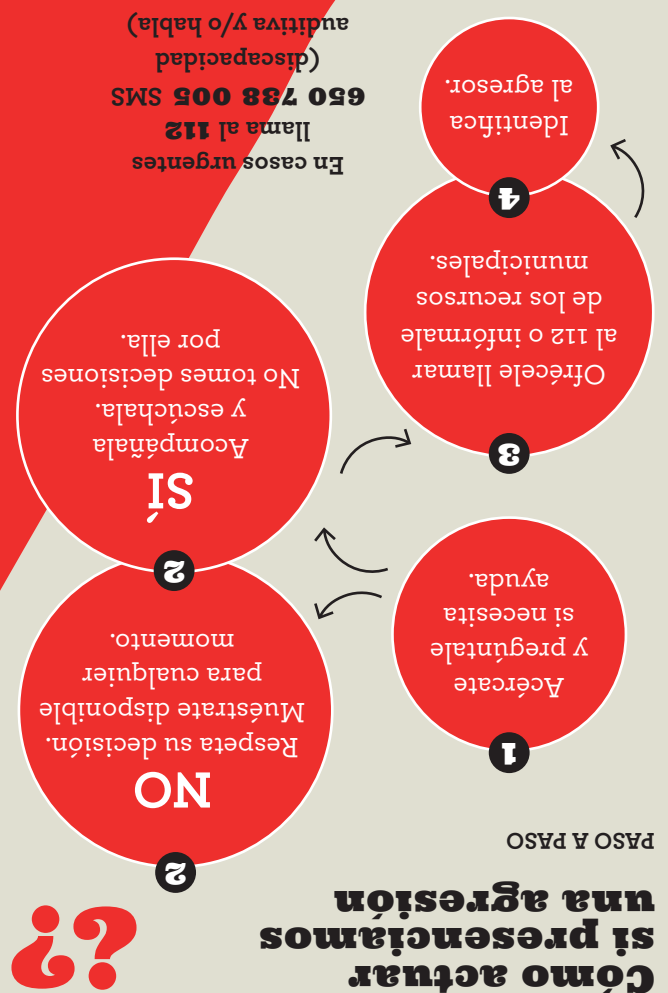 Cómo actuar
si presenciamos
una agresión
¿?
PASO A PASO
1
Acércate
y pregúntale
si necesita
ayuda.
2
NO
Respeta su decisión.
Muéstrate disponible
para cualquier
momento.
2
SÍ
Acompáñala
y escúchala.
No tomes decisiones
por ella.
3
Ofrécele llamar
al 112 o infórmale
de los recursos
municipales.
4
Identifica
al agresor.
En casos urgentes
llama al 112
650 738 005 SMS
(discapacidad
auditiva y/o habla)